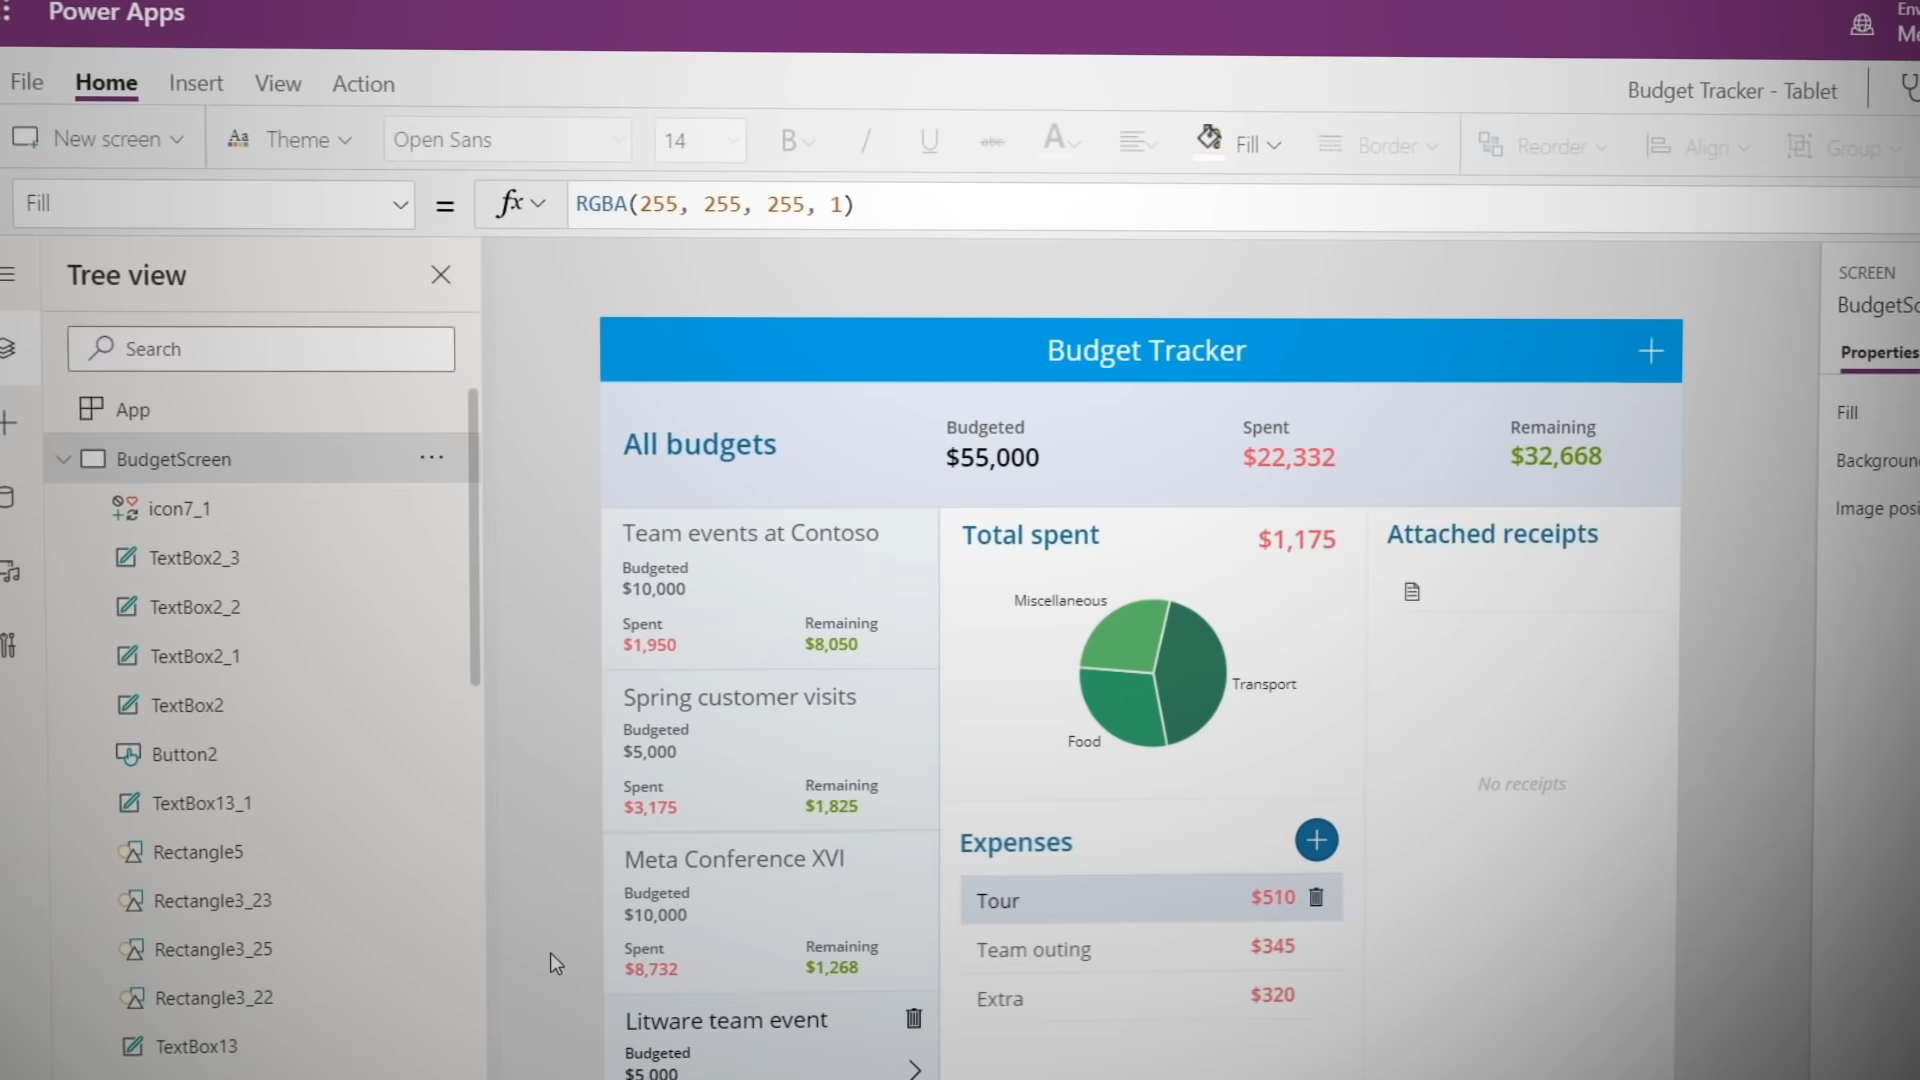 Power Apps
File Home Insert View Action
Budget Tracker - Tablet
New screen Theme Open Sans 14 B / U abc A Fill Border Reorder Align Group
Fill = fx RGBA(255, 255, 255, 1)
Tree view
Search
App
BudgetScreen
icon7_1
TextBox2_3
TextBox2_2
TextBox2_1
TextBox2
Button2
TextBox13_1
Rectangle5
Rectangle3_23
Rectangle3_25
Rectangle3_22
TextBox13
Budget Tracker
All budgets
Budgeted
$55,000
Spent
$22,332
Remaining
$32,668
Team events at Contoso
Budgeted
$10,000
Spent
$1,950
Remaining
$8,050
Spring customer visits
Budgeted
$5,000
Spent
$3,175
Remaining
$1,825
Meta Conference XVI
Budgeted
$10,000
Spent
$8,732
Remaining
$1,268
Litware team event
Budgeted
$5,000
Total spent
$1,175
Miscellaneous
Transport
Food
Expenses
Tour $510
Team outing $345
Extra $320
Attached receipts
No receipts
SCREEN
BudgetSc
Properties
Fill
Background
Image posi